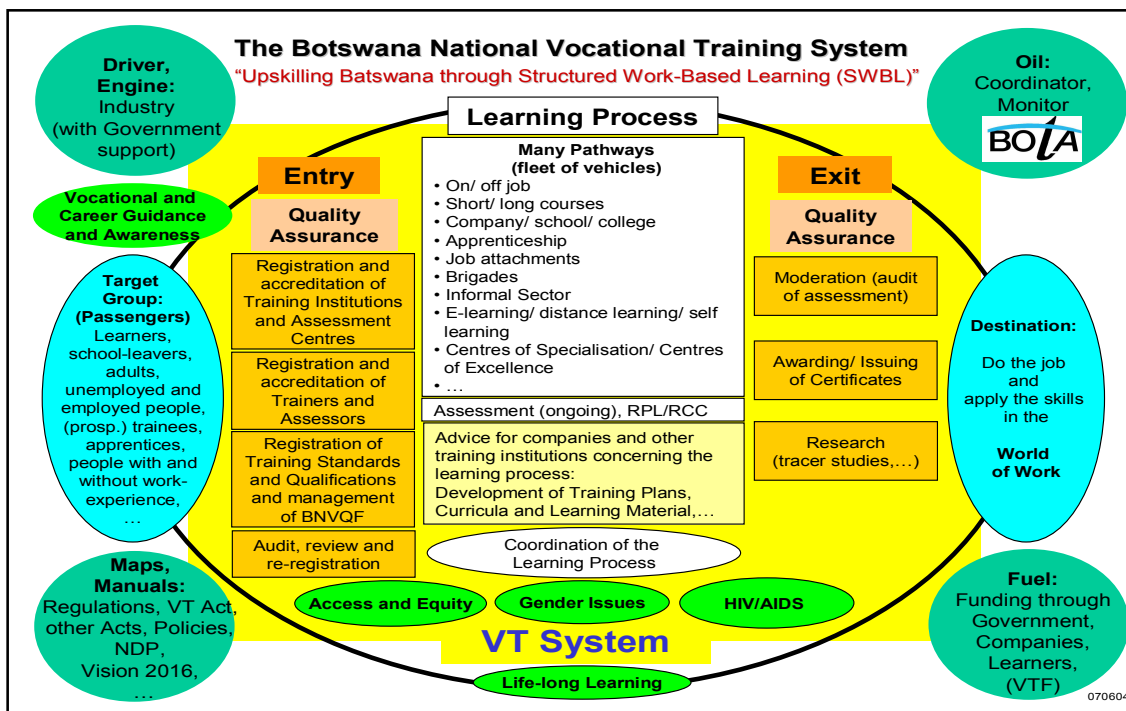 The Botswana National Vocational Training System
“Upskilling Batswana through Structured Work-Based Learning (SWBL)”
Driver,
Engine:
Industry
(with Government
support)
Oil:
Coordinator,
Monitor
BOTA
Vocational and
Career Guidance
and Awareness
Target
Group:
(Passengers)
Learners,
school-leavers,
adults,
unemployed and
employed people,
(prosp.) trainees,
apprentices,
people with and
without work-
experience,
…
Maps,
Manuals:
Regulations, VT Act,
other Acts, Policies,
NDP,
Vision 2016,
…
Entry
Quality
Assurance
Registration and
accreditation of
Training Institutions
and Assessment
Centres
Registration and
accreditation of
Trainers and
Assessors
Registration of
Training Standards
and Qualifications
and management
of BNVQF
Audit, review and
re-registration
Learning Process
Many Pathways
(fleet of vehicles)
• On/ off job
• Short/ long courses
• Company/ school/ college
• Apprenticeship
• Job attachments
• Brigades
• Informal Sector
• E-learning/ distance learning/ self
learning
• Centres of Specialisation/ Centres
of Excellence
• …
Assessment (ongoing), RPL/RCC
Advice for companies and other
training institutions concerning the
learning process:
Development of Training Plans,
Curricula and Learning Material,…
Coordination of the
Learning Process
Exit
Quality
Assurance
Moderation (audit
of assessment)
Awarding/ Issuing
of Certificates
Research
(tracer studies,…)
Destination:
Do the job
and
apply the skills
in the
World
of Work
Fuel:
Funding through
Government,
Companies,
Learners,
(VTF)
Access and Equity
Gender Issues
HIV/AIDS
VT System
Life-long Learning
070604